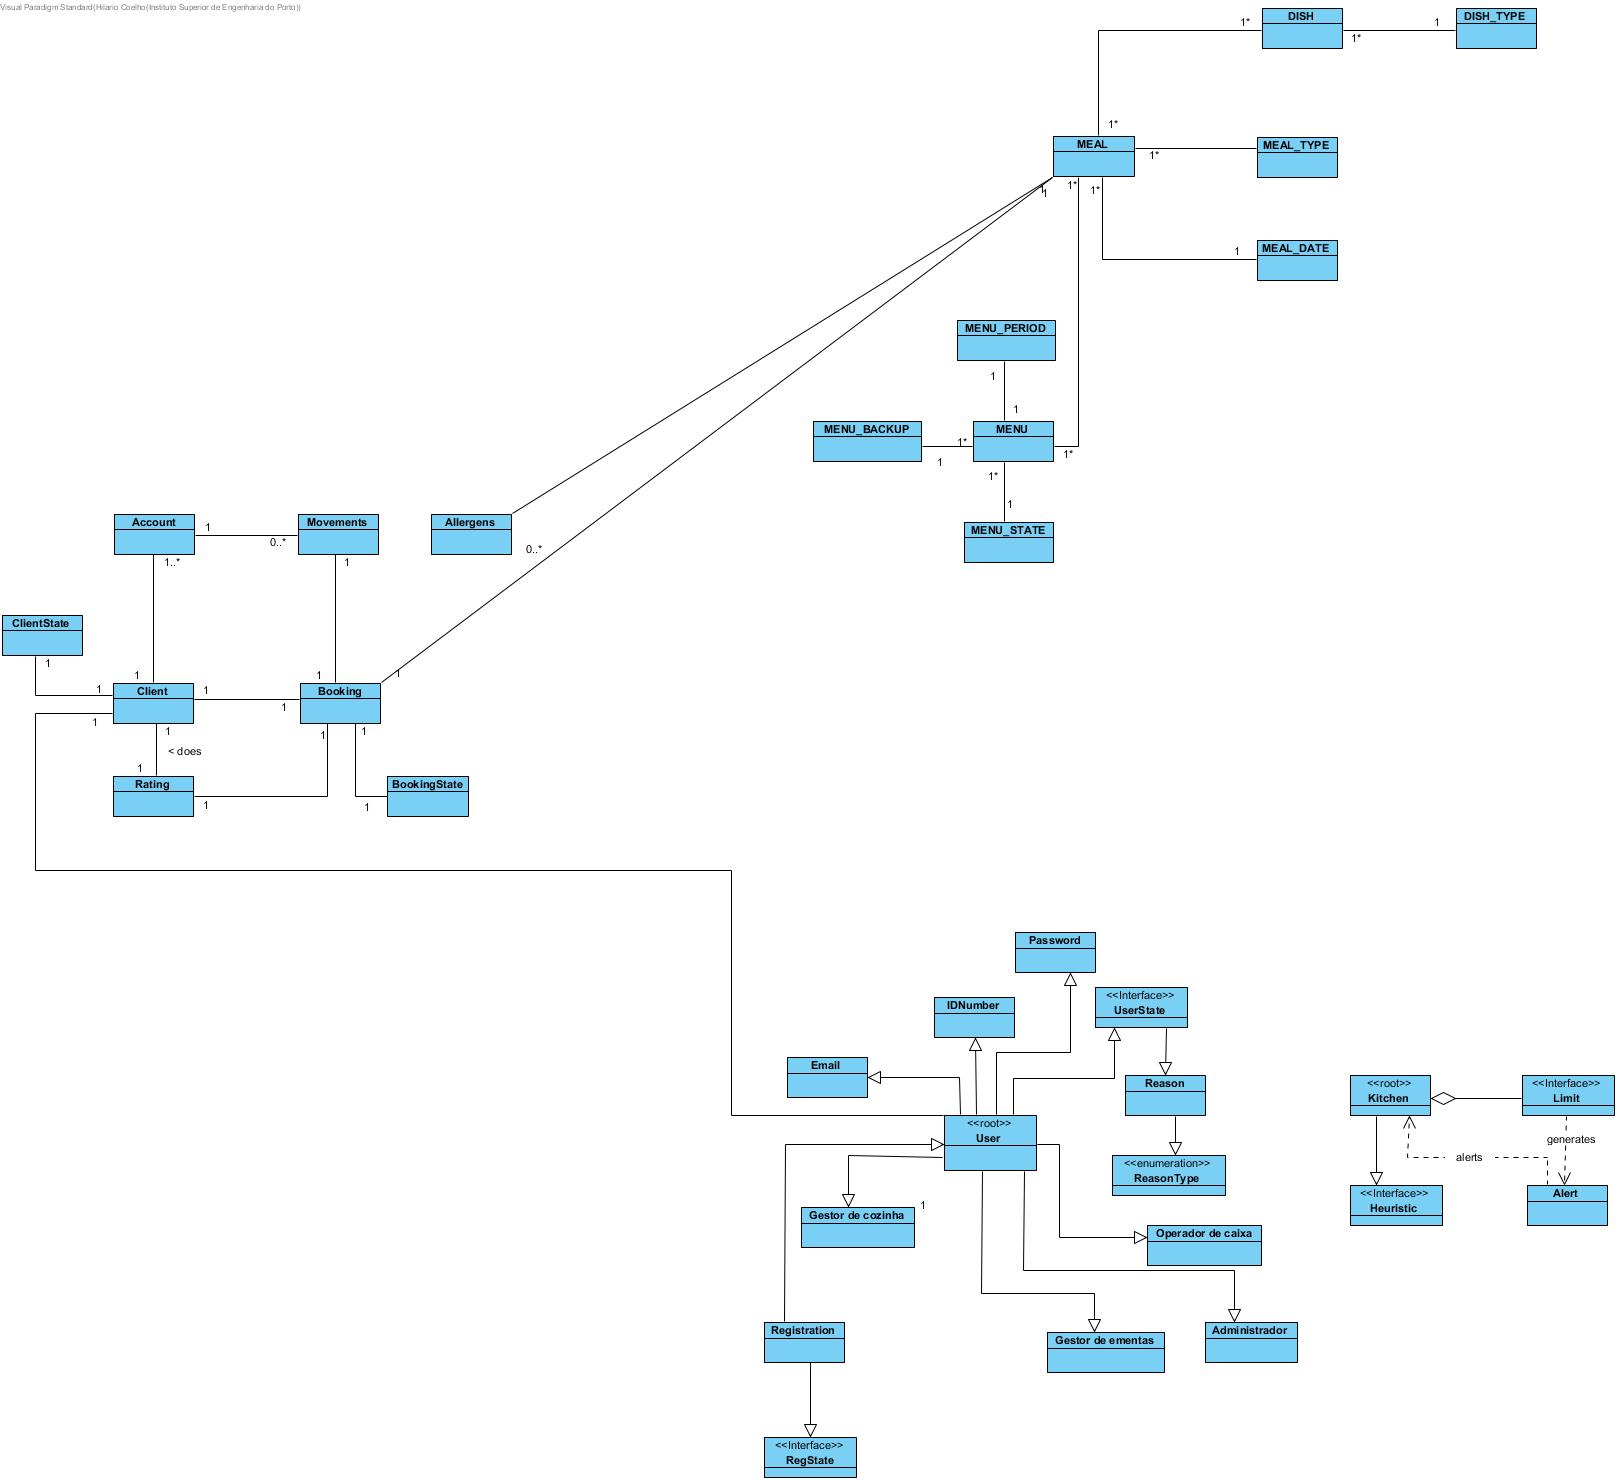 Visual Paradigm Standard(Hilario Coelho(Instituto Superior de Engenharia do Porto))
DISH
DISH_TYPE
1*
1*
1
1*
MEAL
MEAL_TYPE
1*
1
1
1*
1*
MEAL_DATE
1
MENU_PERIOD
1
1
MENU_BACKUP
MENU
1*
1
1*
1*
MENU_STATE
1
Account
Movements
Allergens
1
0..*
0..*
1..*
1
ClientState
1
1
1
1
Client
Booking
1
1
1
1
1
1
1
1
< does
1
Rating
BookingState
1
1
Password
<<Interface>>
UserState
IDNumber
Email
Reason
<<root>>
Kitchen
<<Interface>>
Limit
<<root>>
User
generates
alerts
<<enumeration>>
ReasonType
<<Interface>>
Heuristic
Alert
1
Gestor de cozinha
Operador de caixa
Registration
Gestor de ementas
Administrador
<<Interface>>
RegState